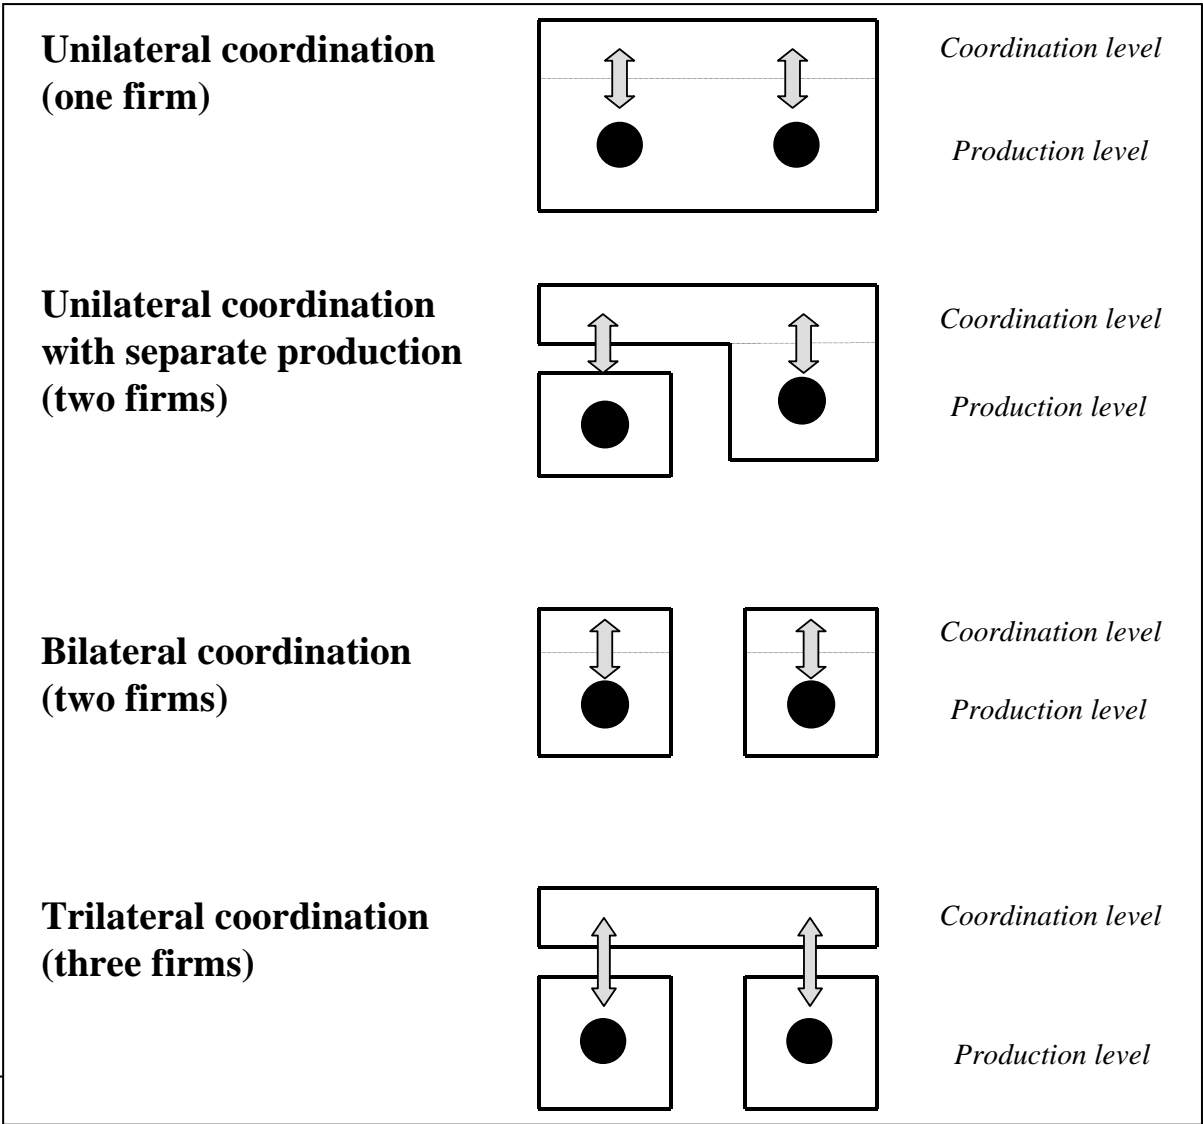 Unilateral coordination
(one firm)
Coordination level
Production level
Unilateral coordination
with separate production
(two firms)
Coordination level
Production level
Bilateral coordination
(two firms)
Coordination level
Production level
Trilateral coordination
(three firms)
Coordination level
Production level